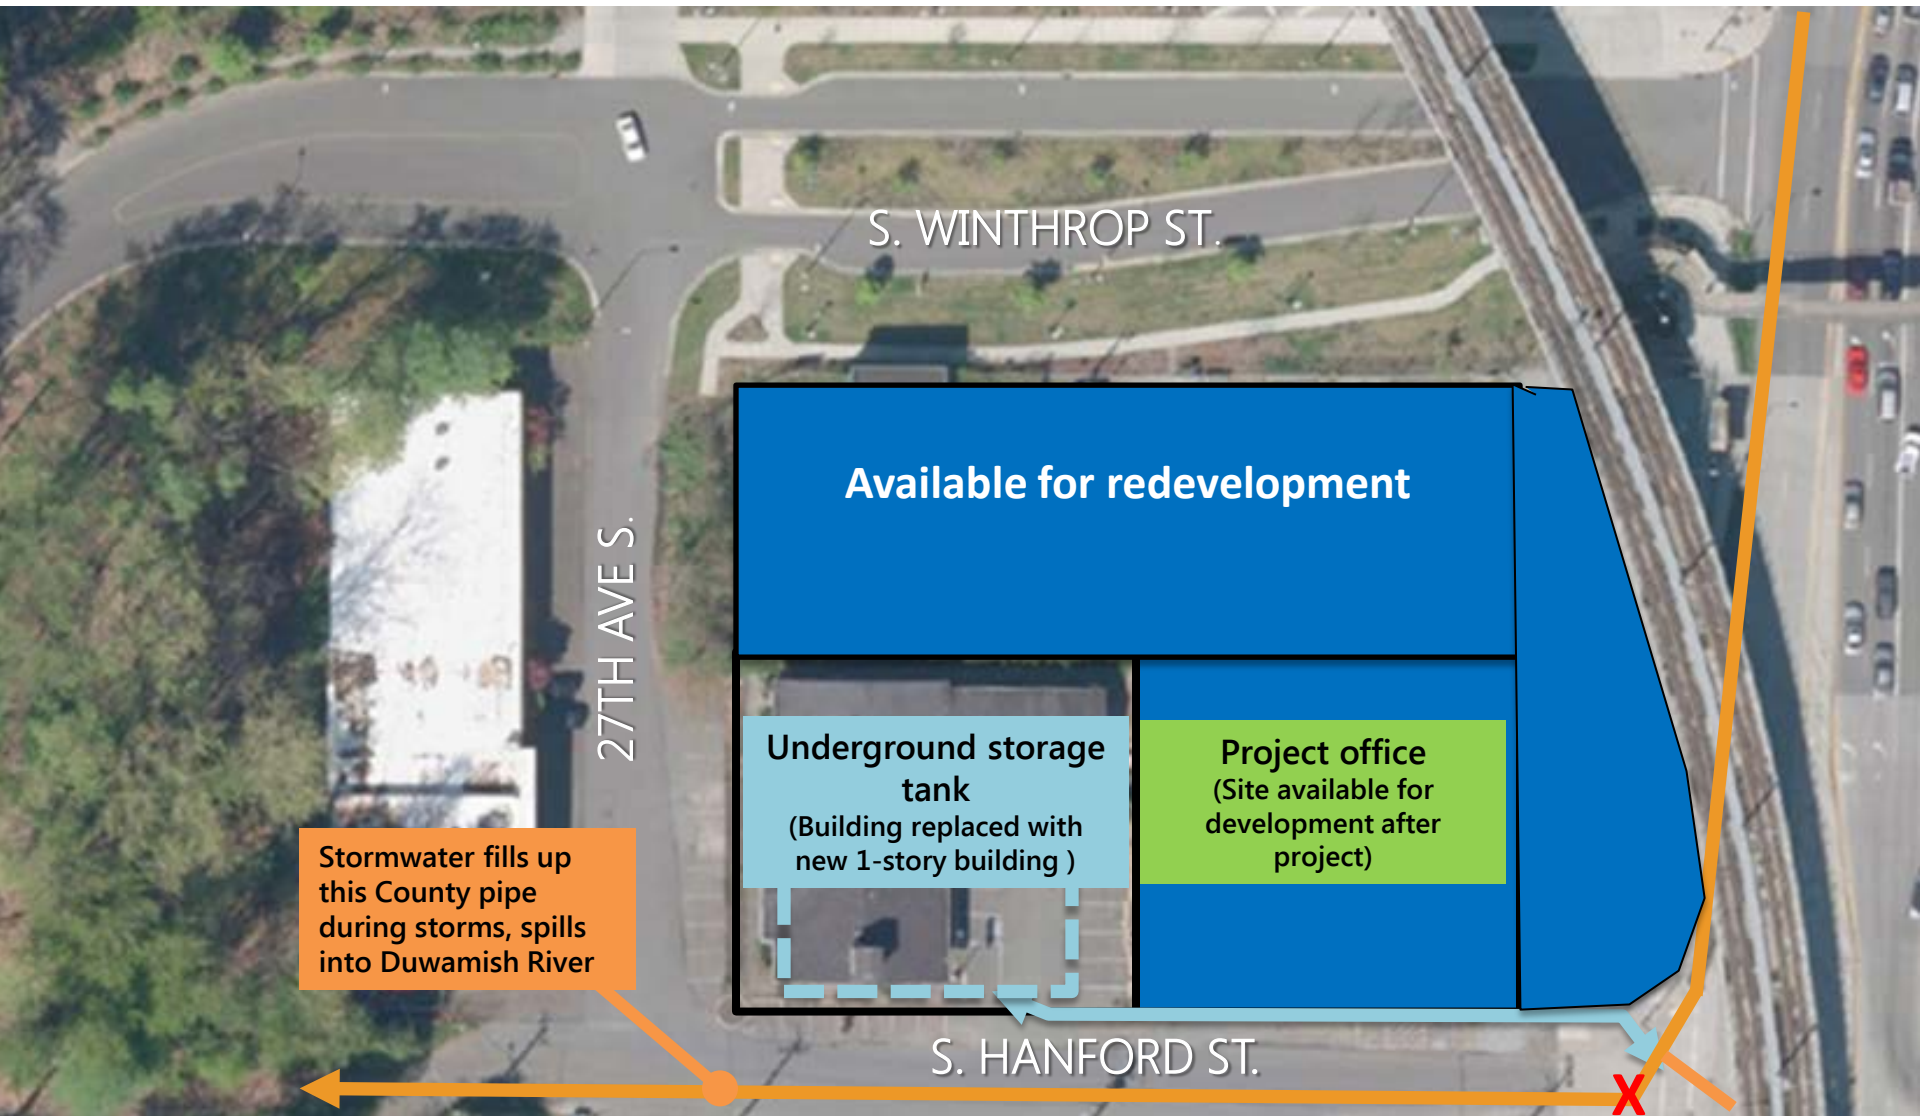 S. WINTHROP ST.
Available for redevelopment
27TH AVE S.
Underground storage
tank
(Building replaced with
new 1-story building )
Project office
(Site available for
development after
project)
Stormwater fills up
this County pipe
during storms, spills
into Duwamish River
S. HANFORD ST.
X